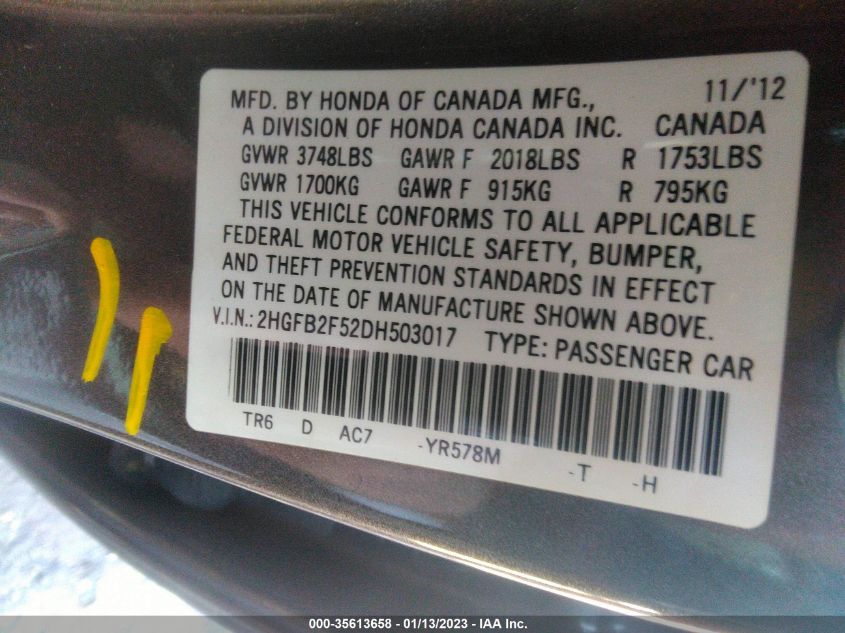 11/'12
MFD. BY HONDA OF CANADA MFG.,
A DIVISION OF HONDA CANADA INC. CANADA
GVWR 3748LBS GAWR F 2018LBS R 1753LBS
GVWR 1700KG GAWR F 915KG R 795KG
THIS VEHICLE CONFORMS TO ALL APPLICABLE
FEDERAL MOTOR VEHICLE SAFETY, BUMPER,
AND THEFT PREVENTION STANDARDS IN EFFECT
ON THE DATE OF MANUFACTURE SHOWN ABOVE.
V.I.N.: 2HGFB2F52DH503017 TYPE: PASSENGER CAR
TR6 D AC7 -YR578M -T -H
000-35613658 - 01/13/2023 - IAA Inc.